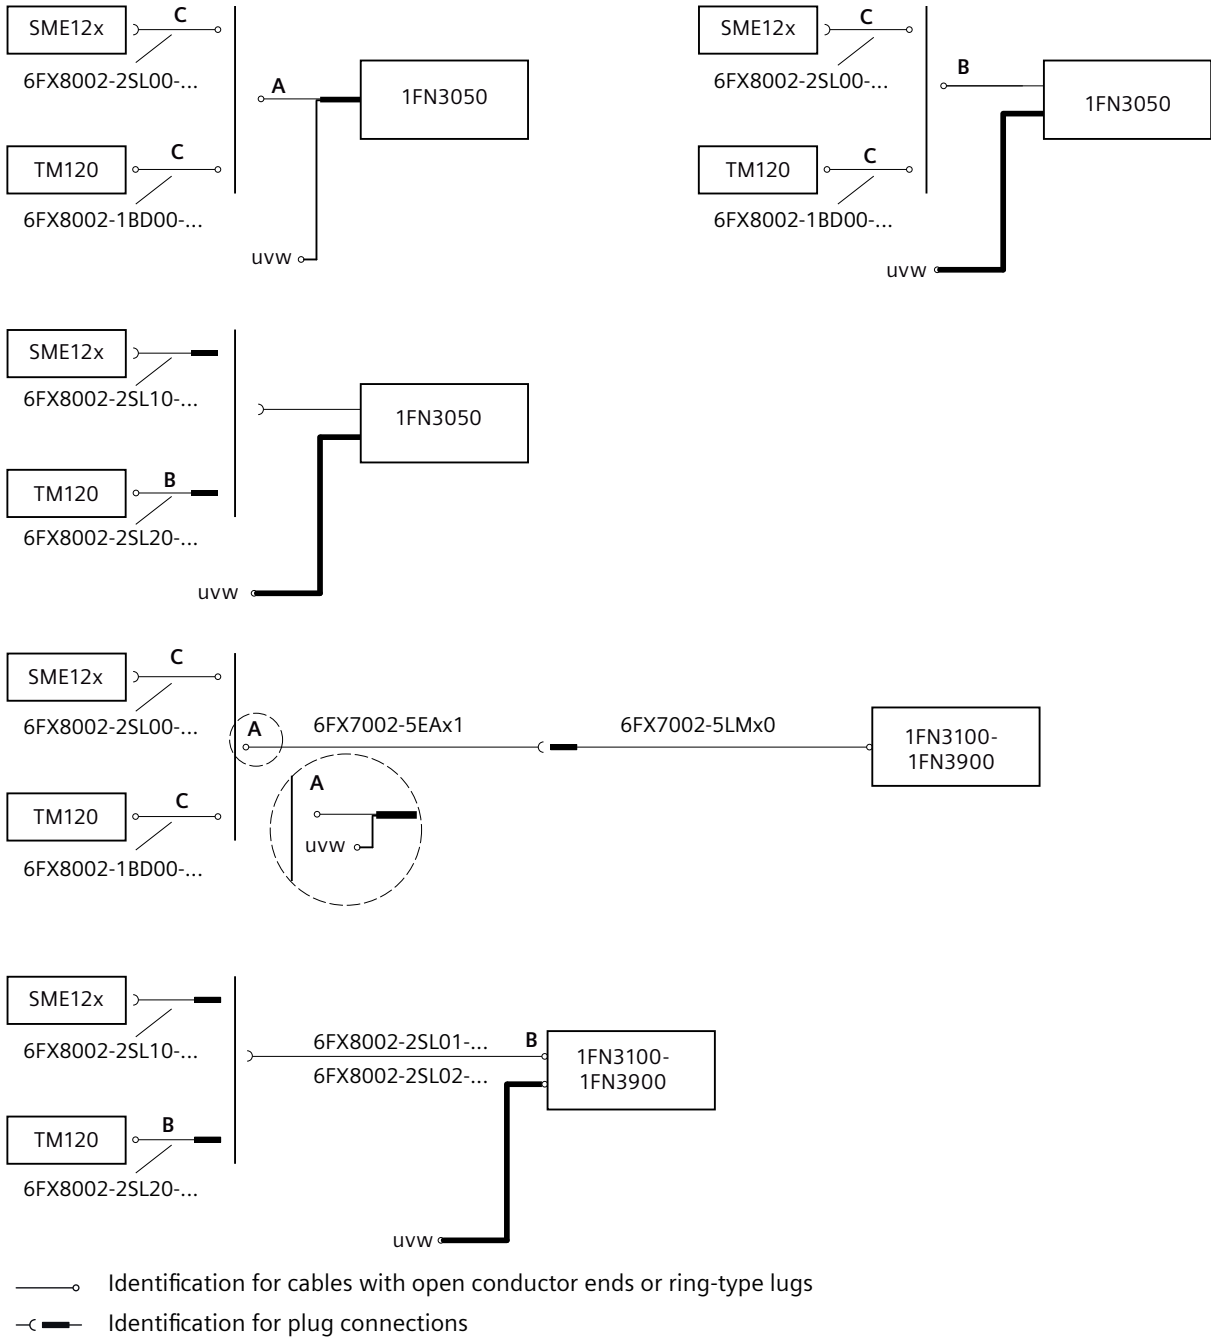 SME12x
C
6FX8002-2SL00-...
A
1FN3050
TM120
C
6FX8002-1BD00-...
uvw
SME12x
C
6FX8002-2SL00-...
B
1FN3050
TM120
C
6FX8002-1BD00-...
uvw
SME12x
6FX8002-2SL10-...
1FN3050
TM120
B
6FX8002-2SL20-...
uvw
SME12x
C
6FX8002-2SL00-...
A
6FX7002-5EAx1
6FX7002-5LMx0
1FN3100-
1FN3900
A
uvw
TM120
C
6FX8002-1BD00-...
SME12x
6FX8002-2SL10-...
6FX8002-2SL01-...
6FX8002-2SL02-...
B
1FN3100-
1FN3900
TM120
B
6FX8002-2SL20-...
uvw
Identification for cables with open conductor ends or ring-type lugs
Identification for plug connections